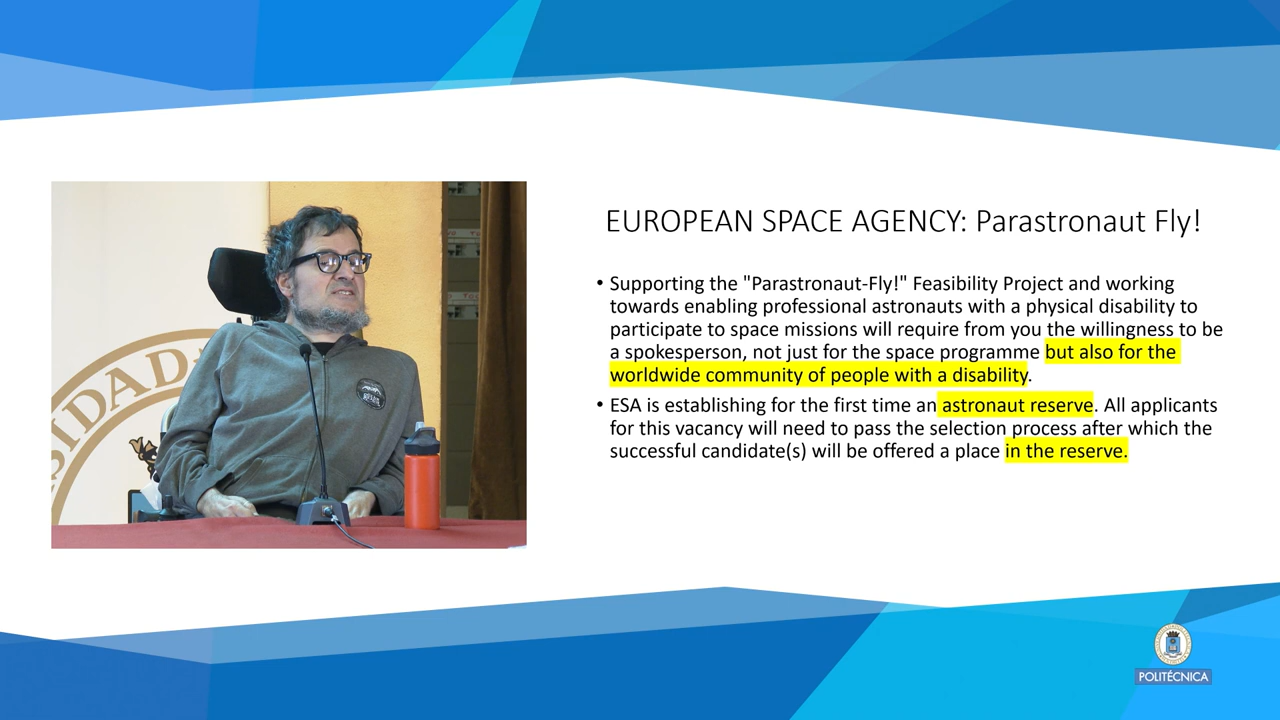 EUROPEAN SPACE AGENCY: Parastronaut Fly!
• Supporting the "Parastronaut-Fly!" Feasibility Project and working
towards enabling professional astronauts with a physical disability to
participate to space missions will require from you the willingness to be
a spokesperson, not just for the space programme but also for the
worldwide community of people with a disability.
• ESA is establishing for the first time an astronaut reserve. All applicants
for this vacancy will need to pass the selection process after which the
successful candidate(s) will be offered a place in the reserve.
SIDAD
POLITÉCNICA